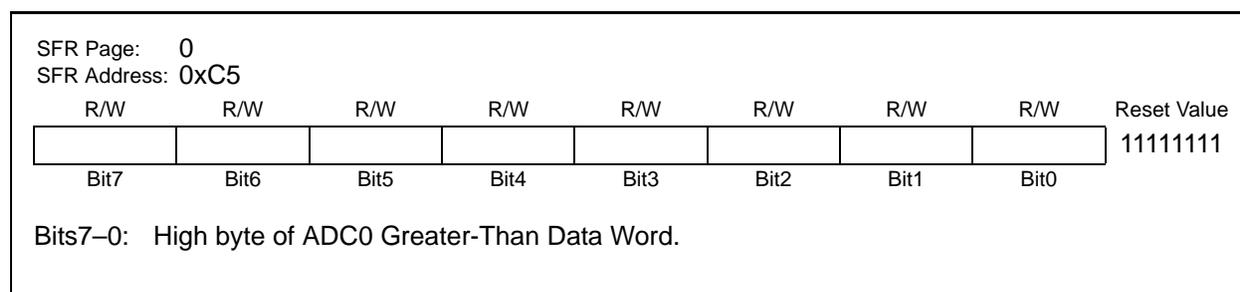 SFR Page: 0
SFR Address: 0xC5
R/W R/W R/W R/W R/W R/W R/W R/W Reset Value
11111111
Bit7 Bit6 Bit5 Bit4 Bit3 Bit2 Bit1 Bit0
Bits7–0: High byte of ADC0 Greater-Than Data Word.